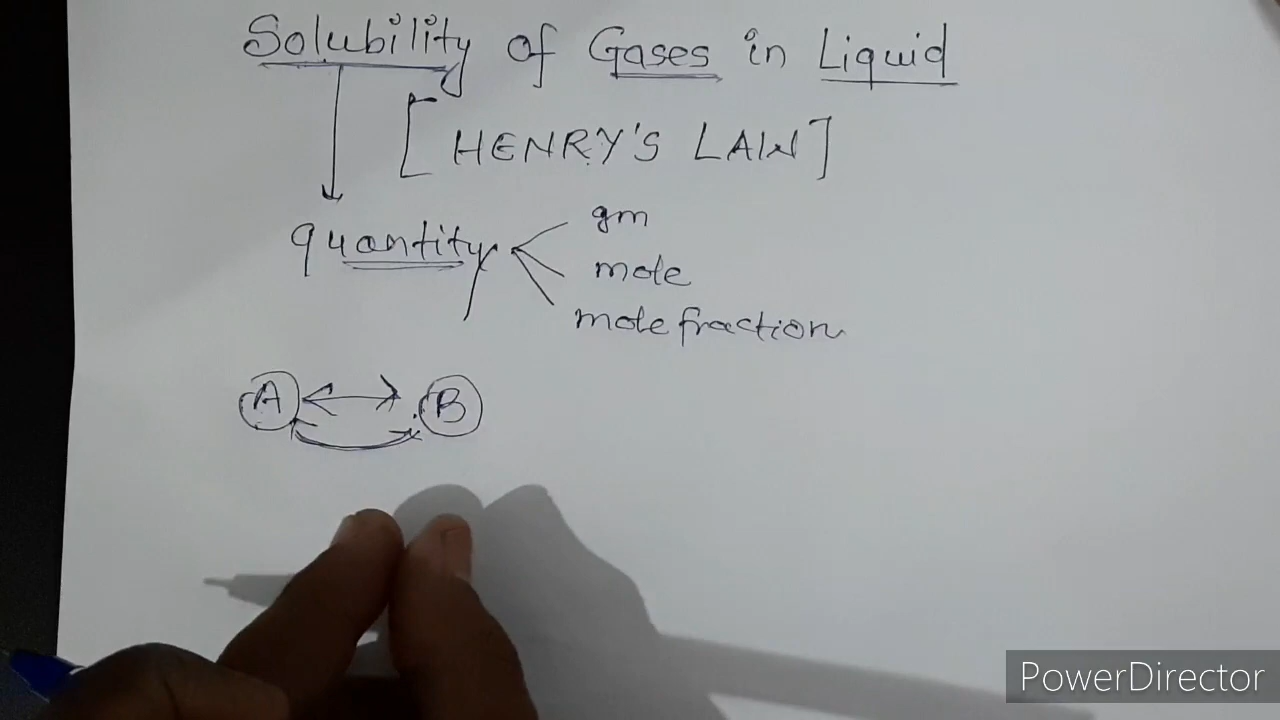 Solubility of Gases in Liquid
[HENRY'S LAW]
quantity
gm
mole
mole fraction
A B
PowerDirector